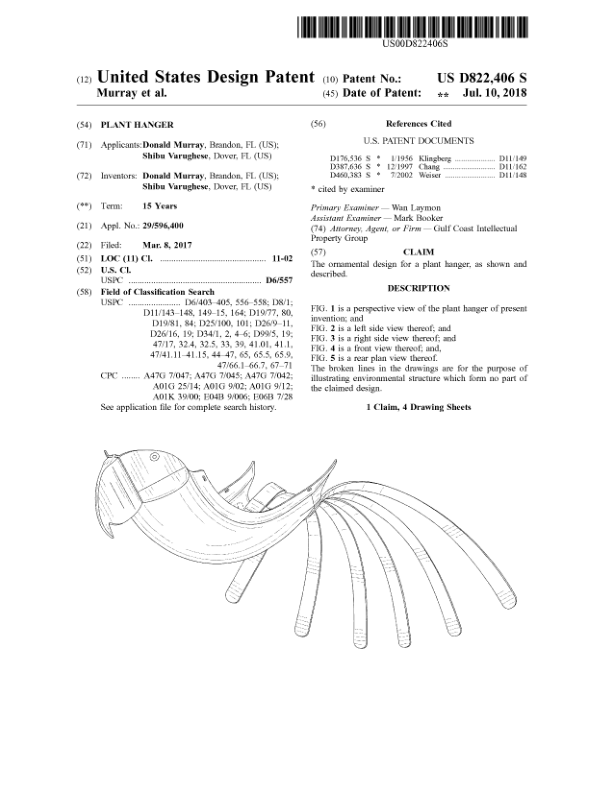 US00D822406S
(12) United States Design Patent
Murray et al.
(10) Patent No.: US D822,406 S
(45) Date of Patent: ** Jul. 10, 2018
(54) PLANT HANGER
(71) Applicants: Donald Murray, Brandon, FL (US);
Shibu Varughese, Dover, FL (US)
(72) Inventors: Donald Murray, Brandon, FL (US);
Shibu Varughese, Dover, FL (US)
(**) Term: 15 Years
(21) Appl. No.: 29/596,400
(22) Filed: Mar. 8, 2017
(51) LOC (11) Cl. ............................................. 11-02
(52) U.S. Cl.
USPC ......................................................... D6/557
(58) Field of Classification Search
USPC ...................... D6/403-405, 556-558; D8/1;
D11/143-148, 149-15, 164; D19/77, 80,
D19/81, 84; D25/100, 101; D26/9-11,
D26/16, 19; D34/1, 2, 4-6; D99/5, 19;
47/17, 32.4, 32.5, 33, 39, 41.01, 41.1,
47/41.11-41.15, 44-47, 65, 65.5, 65.9,
47/66.1-66.7, 67-71
CPC ........ A47G 7/047; A47G 7/045; A47G 7/042;
A01G 25/14; A01G 9/02; A01G 9/12;
A01K 39/00; E04B 9/006; E06B 7/28
See application file for complete search history.
(56) References Cited
U.S. PATENT DOCUMENTS
D176,536 S * 1/1956 Klingberg .................. D11/149
D387,636 S * 12/1997 Chang ....................... D11/162
D460,383 S * 7/2002 Weiser ....................... D11/148
* cited by examiner
Primary Examiner — Wan Laymon
Assistant Examiner — Mark Booker
(74) Attorney, Agent, or Firm — Gulf Coast Intellectual
Property Group
(57) CLAIM
The ornamental design for a plant hanger, as shown and
described.
DESCRIPTION
FIG. 1 is a perspective view of the plant hanger of present
invention; and
FIG. 2 is a left side view thereof; and
FIG. 3 is a right side view thereof; and
FIG. 4 is a front view thereof; and,
FIG. 5 is a rear plan view thereof.
The broken lines in the drawings are for the purpose of
illustrating environmental structure which form no part of
the claimed design.
1 Claim, 4 Drawing Sheets